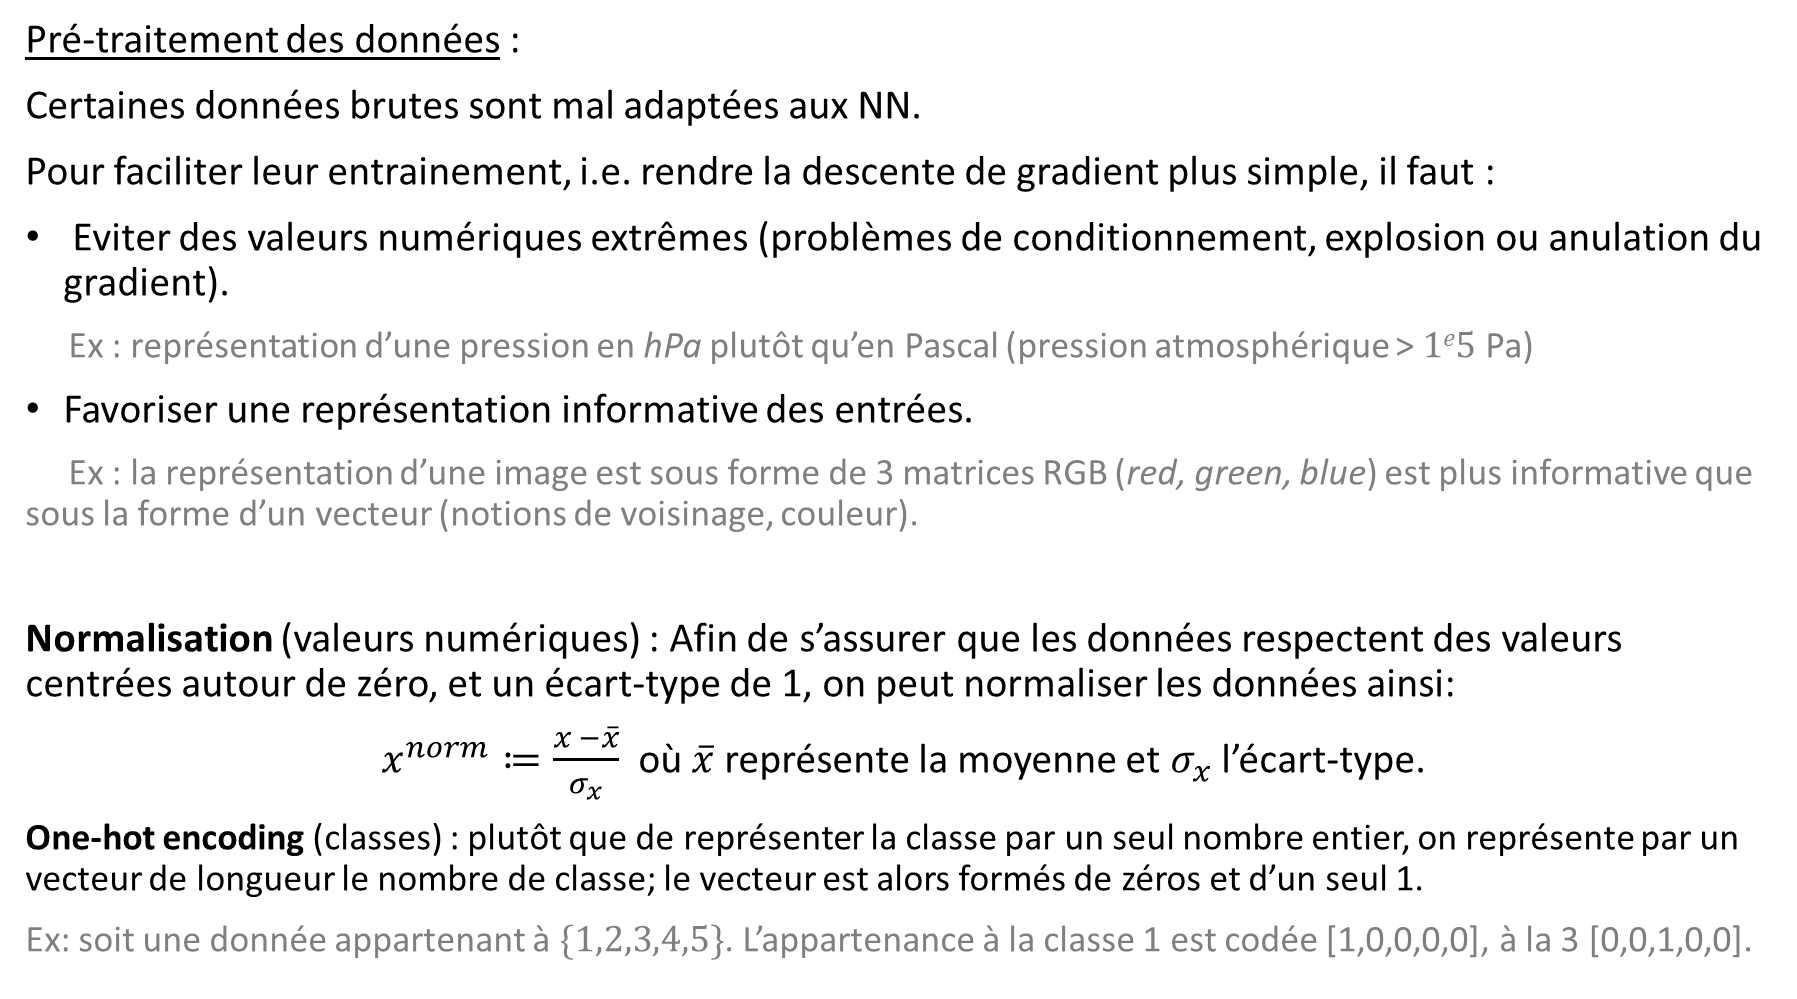 Pré-traitement des données :
Certaines données brutes sont mal adaptées aux NN.
Pour faciliter leur entrainement, i.e. rendre la descente de gradient plus simple, il faut :
• Eviter des valeurs numériques extrêmes (problèmes de conditionnement, explosion ou anulation du
gradient).
Ex : représentation d’une pression en hPa plutôt qu’en Pascal (pression atmosphérique > 1ᵉ5 Pa)
• Favoriser une représentation informative des entrées.
Ex : la représentation d’une image est sous forme de 3 matrices RGB (red, green, blue) est plus informative que
sous la forme d’un vecteur (notions de voisinage, couleur).
Normalisation (valeurs numériques) : Afin de s’assurer que les données respectent des valeurs
centrées autour de zéro, et un écart-type de 1, on peut normaliser les données ainsi:
x^{norm} := \frac{x - \bar{x}}{σ_x} où x̄ représente la moyenne et σ_x l’écart-type.
One-hot encoding (classes) : plutôt que de représenter la classe par un seul nombre entier, on représente par un
vecteur de longueur le nombre de classe; le vecteur est alors formés de zéros et d’un seul 1.
Ex: soit une donnée appartenant à {1,2,3,4,5}. L’appartenance à la classe 1 est codée [1,0,0,0,0], à la 3 [0,0,1,0,0].